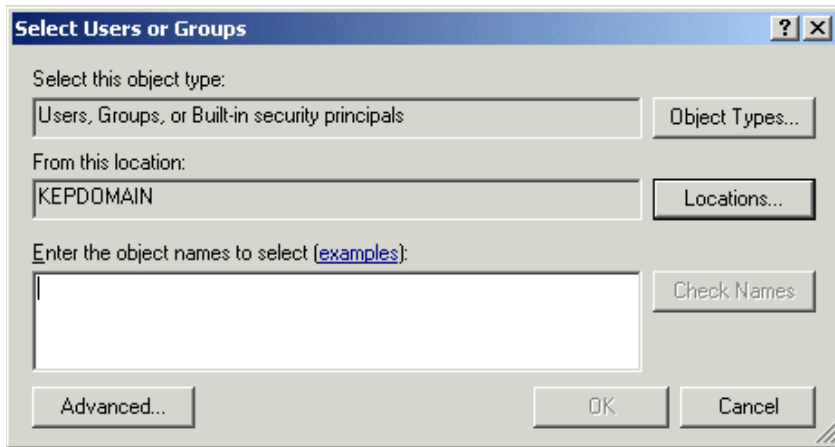 Select Users or Groups
Select this object type:
Users, Groups, or Built-in security principals
Object Types...
From this location:
KEPDOMAIN
Locations...
Enter the object names to select (examples):
Check Names
Advanced...
OK
Cancel